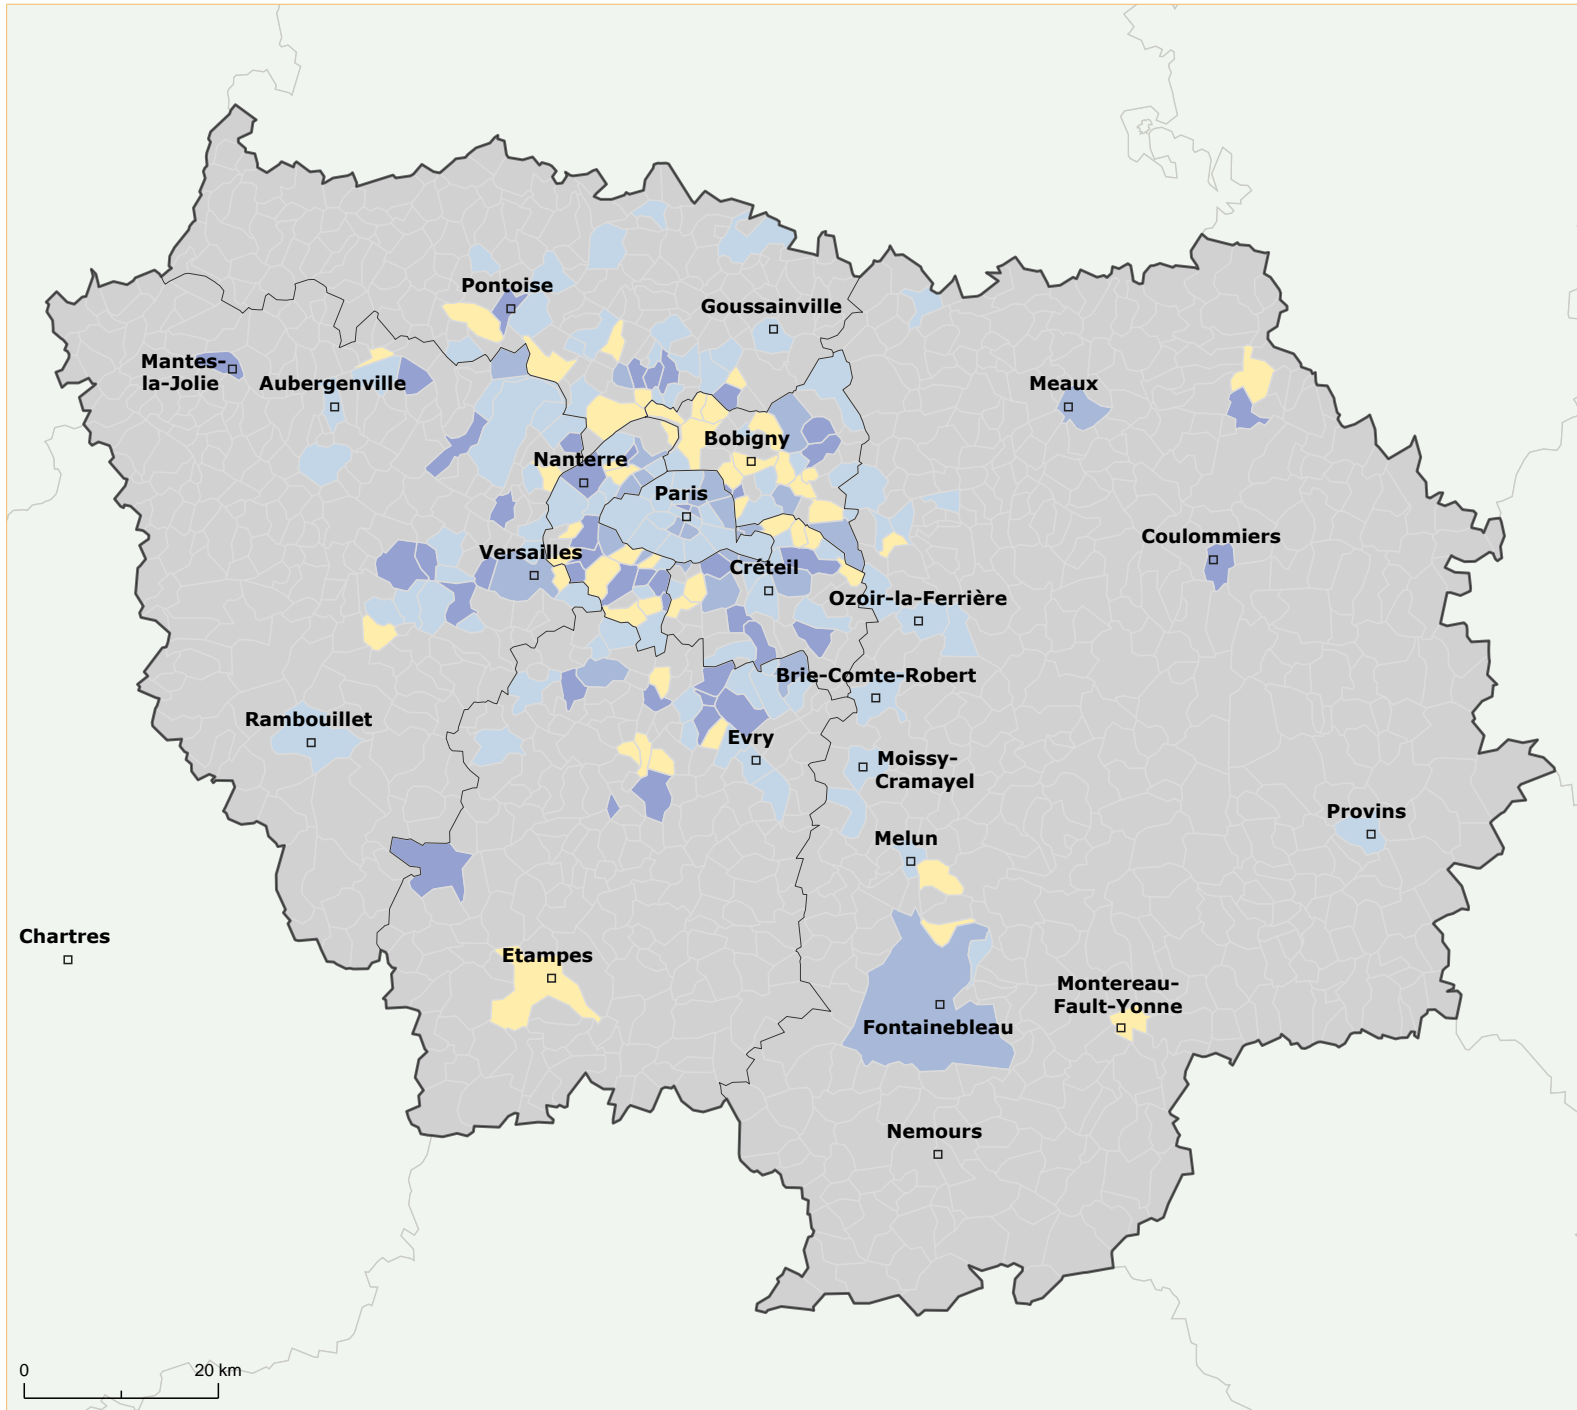 Pontoise
Goussainville
Mantes-
la-Jolie
Aubergenville
Meaux
Bobigny
Nanterre
Paris
Coulommiers
Versailles
Créteil
Ozoir-la-Ferrière
Brie-Comte-Robert
Rambouillet
Evry
Moissy-
Cramayel
Provins
Melun
Chartres
Etampes
Montereau-
Fault-Yonne
Fontainebleau
Nemours
0 20 km